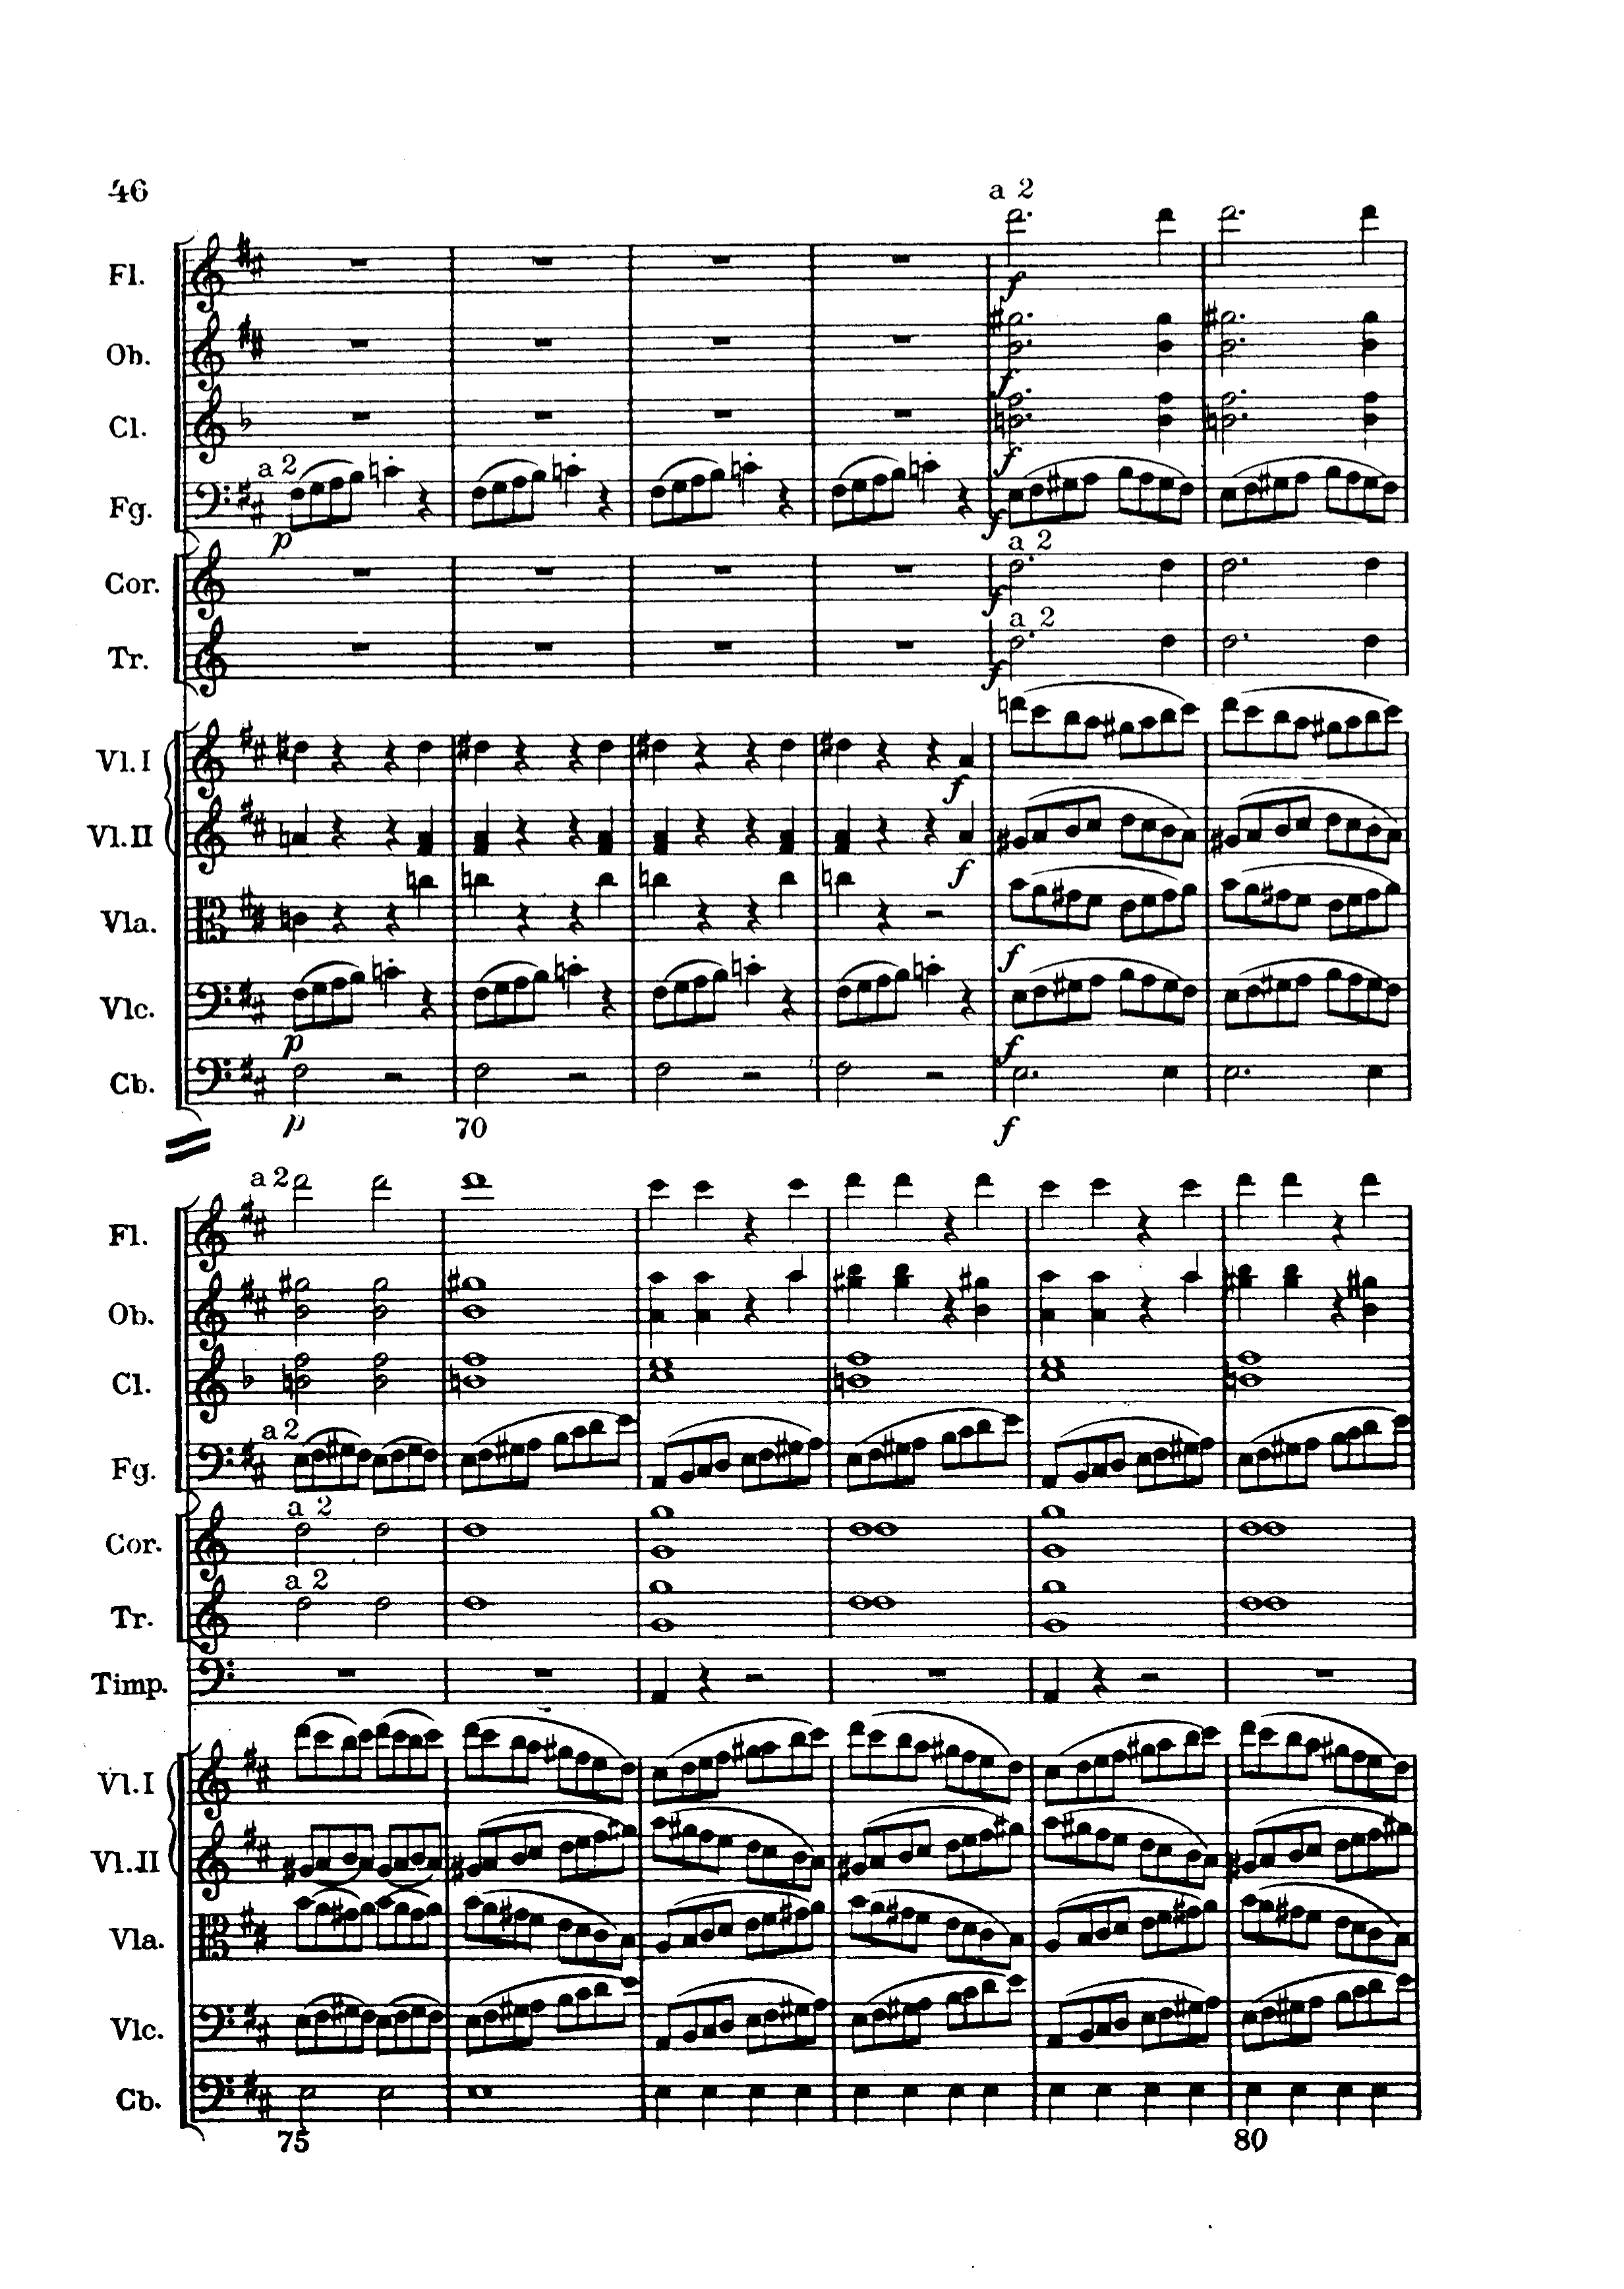 46
a 2
Fl.
f
Ob.
f
Cl.
f
a 2
Fg.
p
f
a 2
Cor.
f
a 2
Tr.
f
Vl. I
f
Vl. II
f
Vla.
f
Vlc.
p
f
Cb.
p
70
f
a 2
Fl.
Ob.
Cl.
a 2
Fg.
a 2
Cor.
a 2
Tr.
Timp.
Vl. I
Vl. II
Vla.
Vlc.
Cb.
75
80